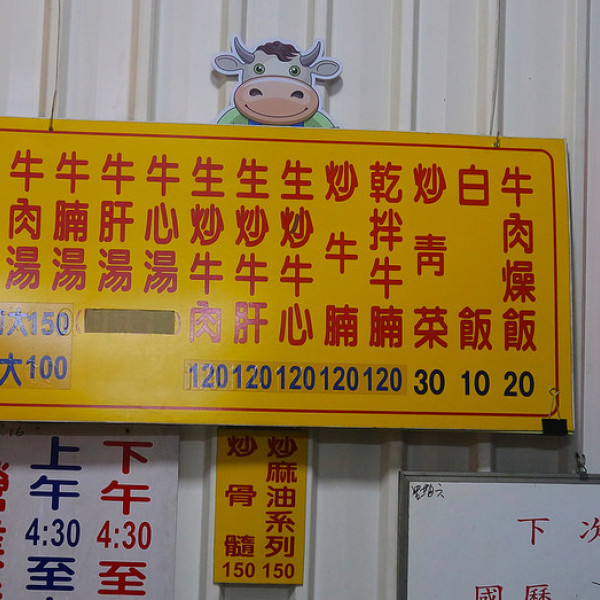 牛肉燥飯 20
白飯 10
炒青菜 30
乾拌牛腩 120
炒牛腩 120
生炒牛心 120
生炒牛肝 120
生炒牛肉 120
牛心湯
牛肝湯
牛腩湯
牛肉湯
大150
大100
炒麻油系列 150
炒骨髓 150
下午 4:30 至
上午 4:30 至
下次
國曆